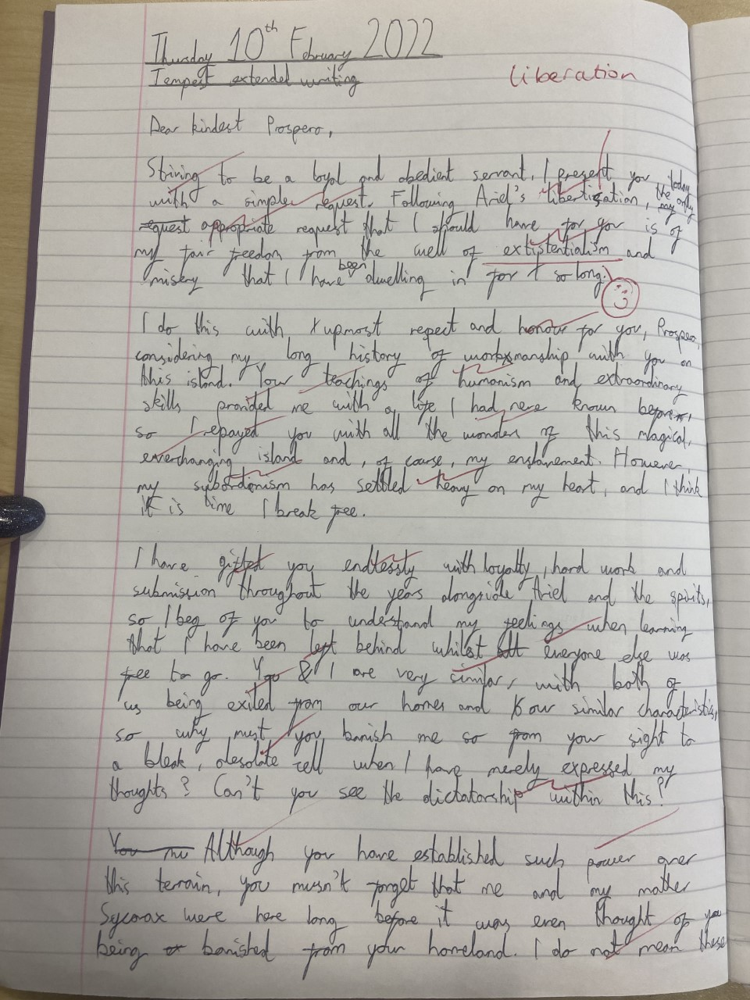 Thursday 10th February 2022
Tempest extended writing
liberation
Dear kindest Prospero,
Striving to be a loyal and obedient servant, I present you today
with a simple request. Following Ariel's libertisation, the only
request appropriate request that I should have for you is of
my fair freedom from the well of extistentialism and
misery that I have been dwelling in for so long.
I do this with upmost repect and honour for you, Prospero,
considering my long history of workmanship with you on
this island. Your teachings of humanism and extraordinary
skills provided me with a life I had neve known before,
so I repayed you with all the wonders of this magical,
everchanging island and, of course, my enslavement. However,
my subordonism has settled heavy on my heart, and I think
it is time I break free.
I have gifted you endlessly with loyalty, hard work and
submission throughout the years alongside Ariel and the spirits,
so I beg of you to understand my feelings when learning
that I have been left behind whilst all everyone else was
free to go. You & I are very similar, with both of
us being exiled from our homes and our similar characteristics,
so why must you banish me so from your sight to
a bleak, desolate cell when I have merely expressed my
thoughts? Can't you see the dictatorship within this?
You mu Although you have established such power over
this terrain, you musn't forget that me and my mother
Sycorax were here long before it was even thought of you
being banished from your homeland. I do not mean these